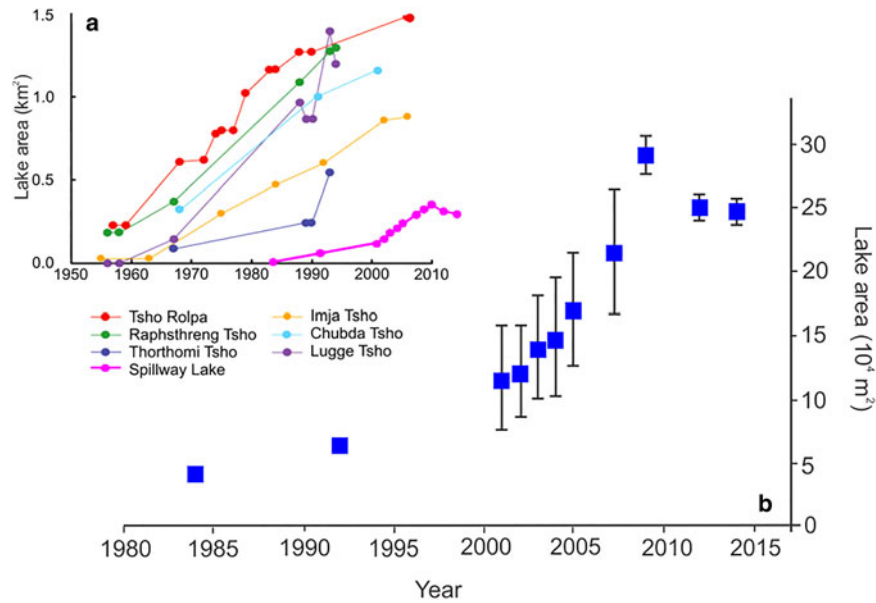 a
1.5
1.0
0.5
0.0
Lake area (km²)
1950 1960 1970 1980 1990 2000 2010
Tsho Rolpa
Raphsthreng Tsho
Thorthomi Tsho
Spillway Lake
Imja Tsho
Chubda Tsho
Lugge Tsho
30
25
20
15
10
5
0
Lake area (10⁴ m²)
b
1980 1985 1990 1995 2000 2005 2010 2015
Year